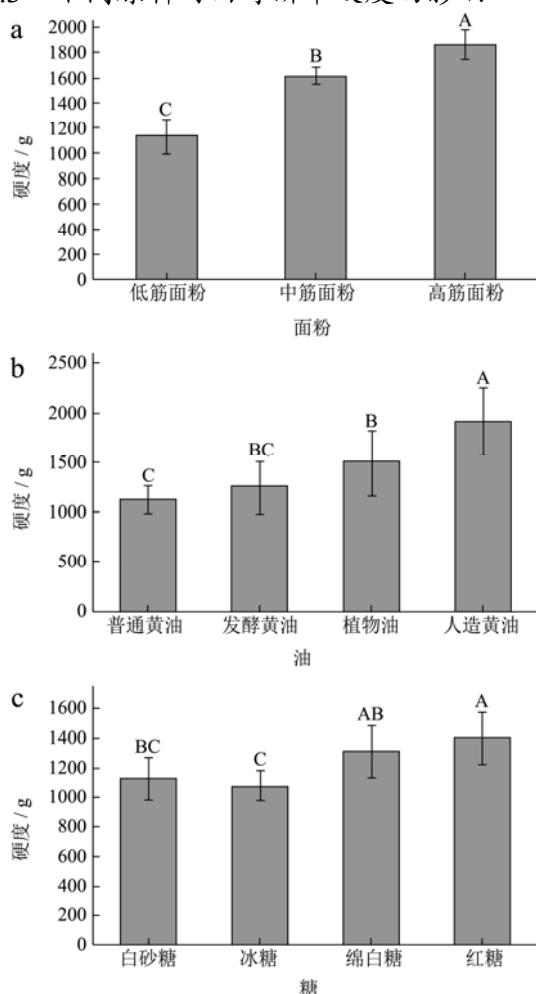 a
2000
1800
1600
1400
1200
1000
800
600
400
200
0
硬度 / g
C
B
A
低筋面粉 中筋面粉 高筋面粉
面粉
b
2500
2000
1500
1000
500
0
硬度 / g
C
BC
B
A
普通黄油 发酵黄油 植物油 人造黄油
油
c
1600
1400
1200
1000
800
600
400
200
0
硬度 / g
BC
C
AB
A
白砂糖 冰糖 绵白糖 红糖
糖